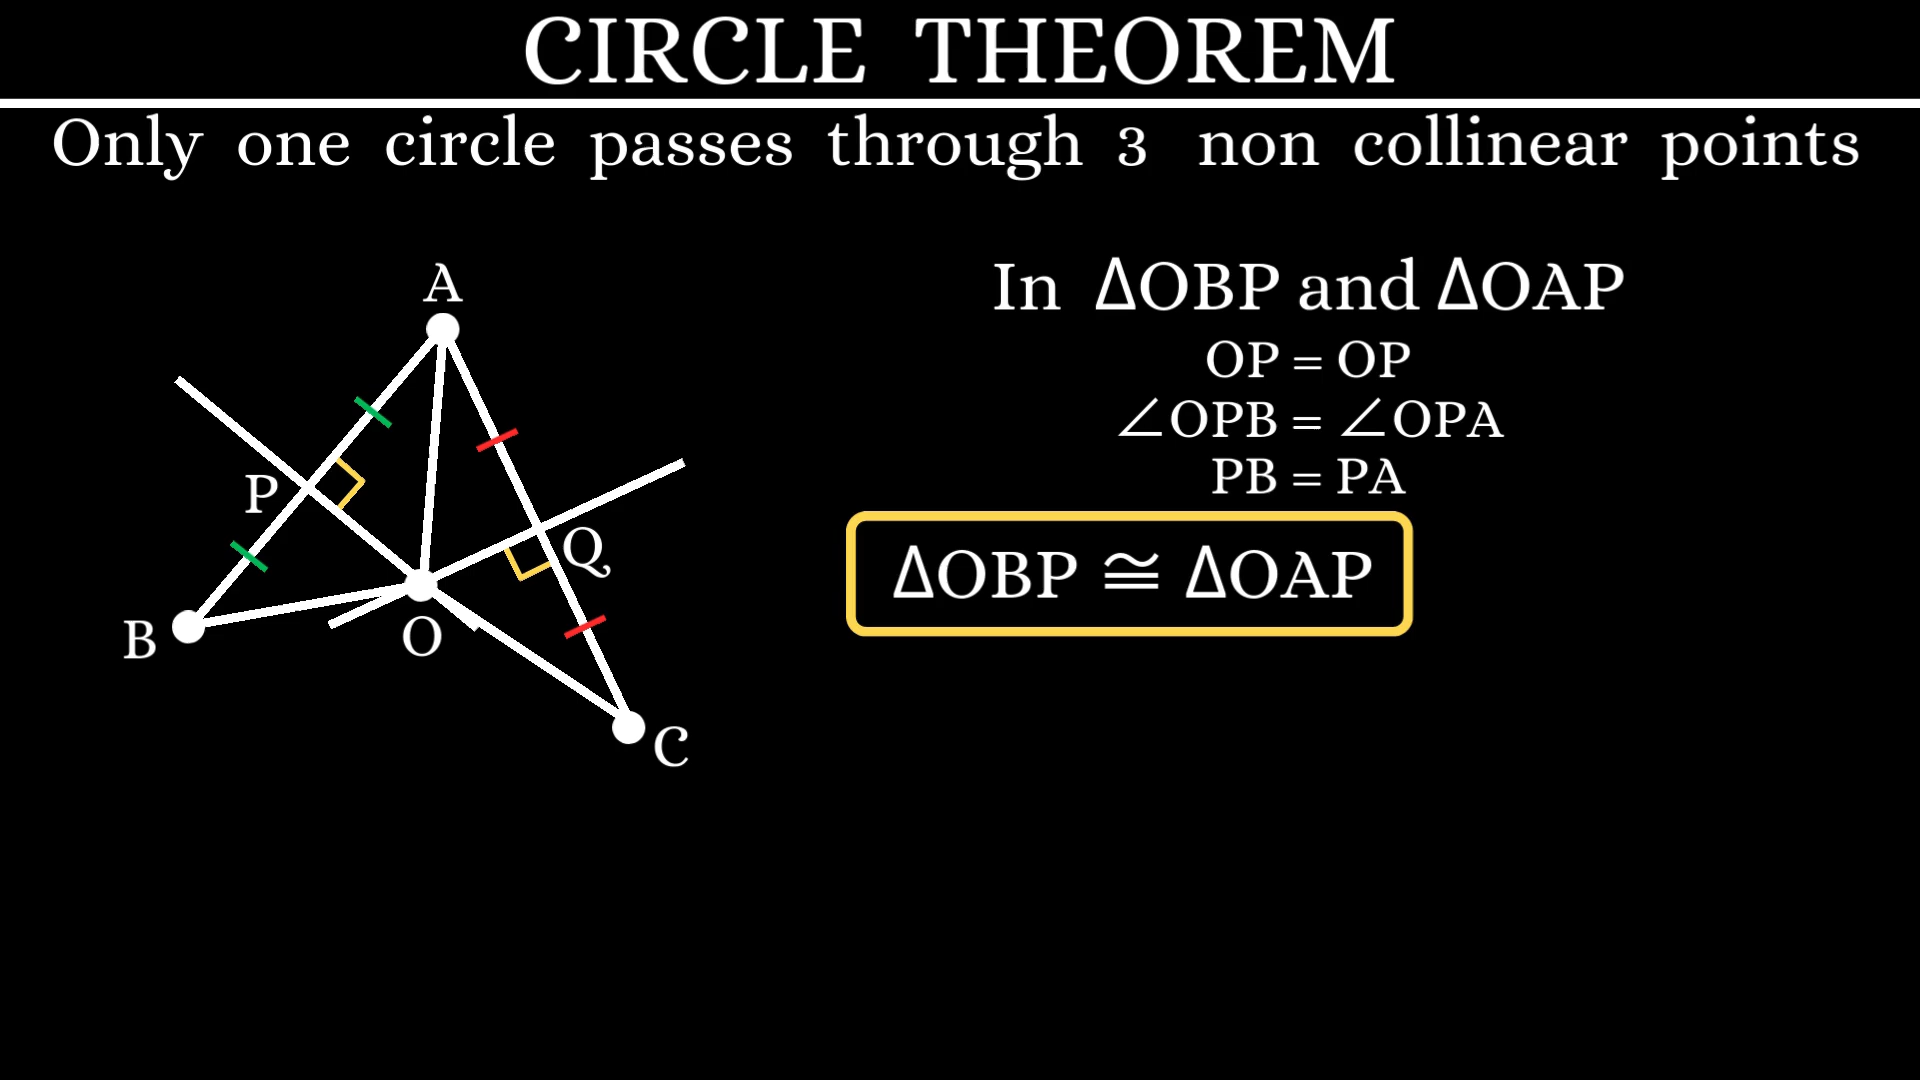 CIRCLE THEOREM
Only one circle passes through 3 non collinear points
A
P
Q
B
O
C
In ΔOBP and ΔOAP
OP = OP
∠OPB = ∠OPA
PB = PA
ΔOBP ≅ ΔOAP